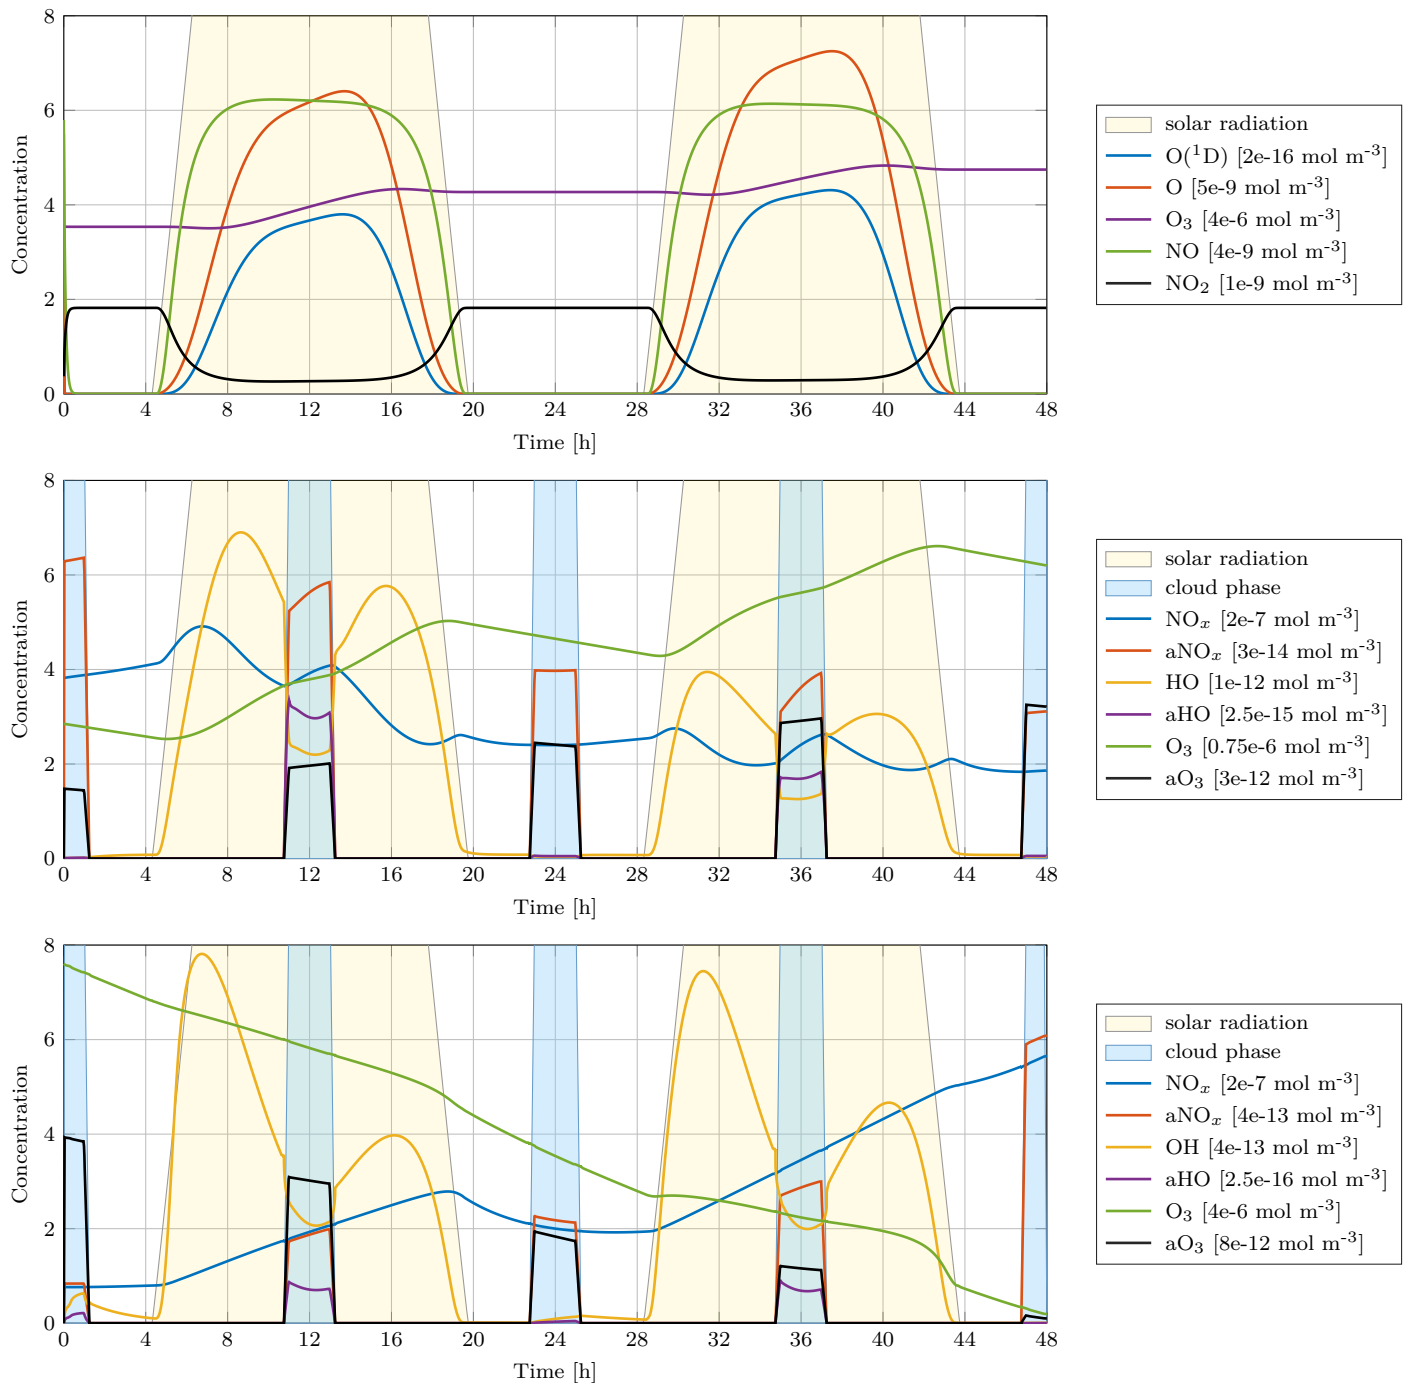 8
6
4
2
0
Concentration
0 4 8 12 16 20 24 28 32 36 40 44 48
Time [h]
solar radiation
O(¹D) [2e-16 mol m⁻³]
O [5e-9 mol m⁻³]
O₃ [4e-6 mol m⁻³]
NO [4e-9 mol m⁻³]
NO₂ [1e-9 mol m⁻³]
8
6
4
2
0
Concentration
0 4 8 12 16 20 24 28 32 36 40 44 48
Time [h]
solar radiation
cloud phase
NOₓ [2e-7 mol m⁻³]
aNOₓ [3e-14 mol m⁻³]
HO [1e-12 mol m⁻³]
aHO [2.5e-15 mol m⁻³]
O₃ [0.75e-6 mol m⁻³]
aO₃ [3e-12 mol m⁻³]
8
6
4
2
0
Concentration
0 4 8 12 16 20 24 28 32 36 40 44 48
Time [h]
solar radiation
cloud phase
NOₓ [2e-7 mol m⁻³]
aNOₓ [4e-13 mol m⁻³]
OH [4e-13 mol m⁻³]
aHO [2.5e-16 mol m⁻³]
O₃ [4e-6 mol m⁻³]
aO₃ [8e-12 mol m⁻³]